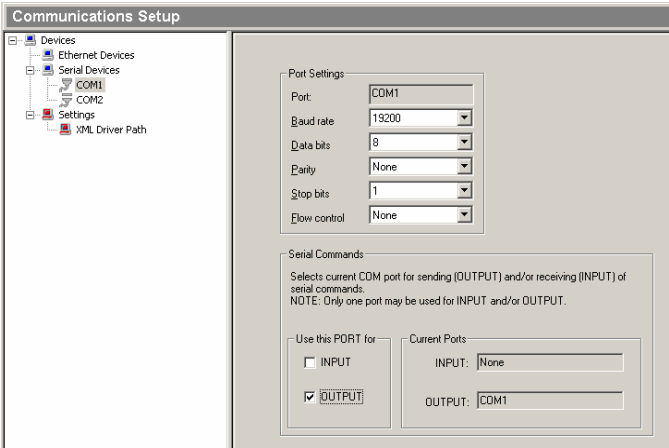 Communications Setup
Devices
Ethernet Devices
Serial Devices
COM1
COM2
Settings
XML Driver Path
Port Settings
Port: COM1
Baud rate 19200
Data bits 8
Parity None
Stop bits 1
Flow control None
Serial Commands
Selects current COM port for sending (OUTPUT) and/or receiving (INPUT) of
serial commands.
NOTE: Only one port may be used for INPUT and/or OUTPUT.
Use this PORT for
INPUT
OUTPUT
Current Ports
INPUT: None
OUTPUT: COM1